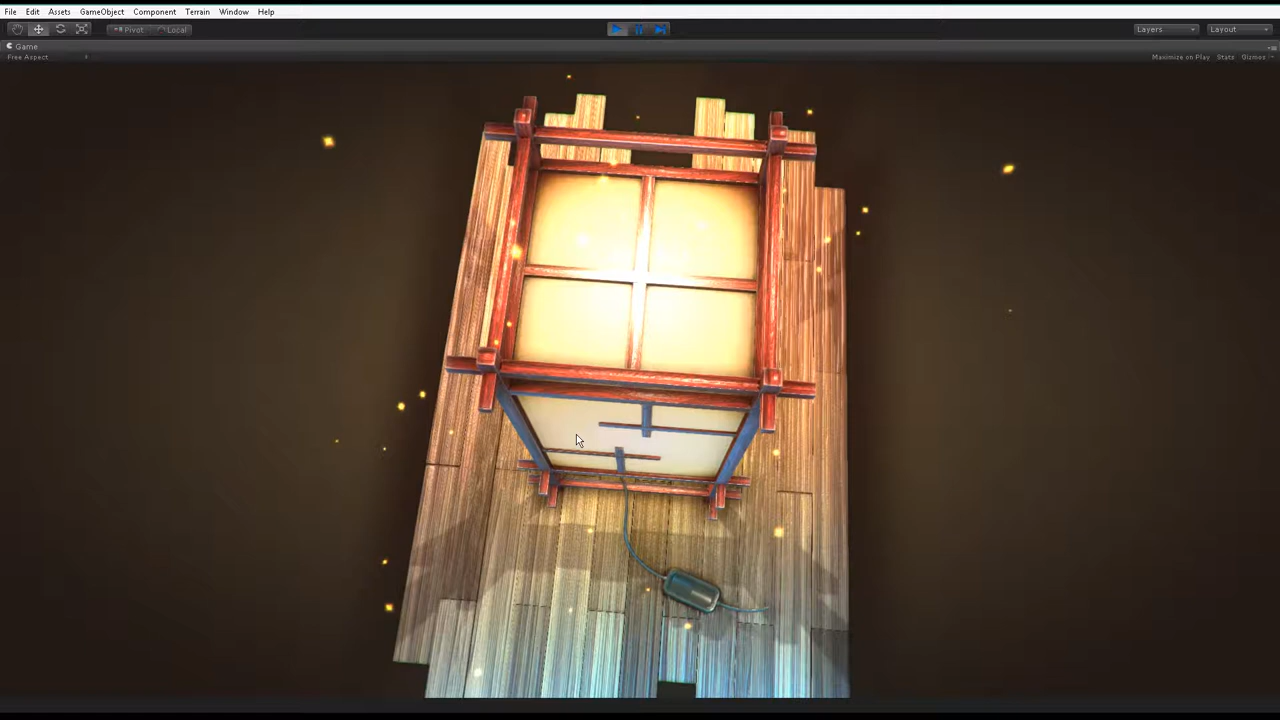 File Edit Assets GameObject Component Terrain Window Help
Pivot Local Layers Layout
Game
Free Aspect Maximize on Play Stats Gizmos